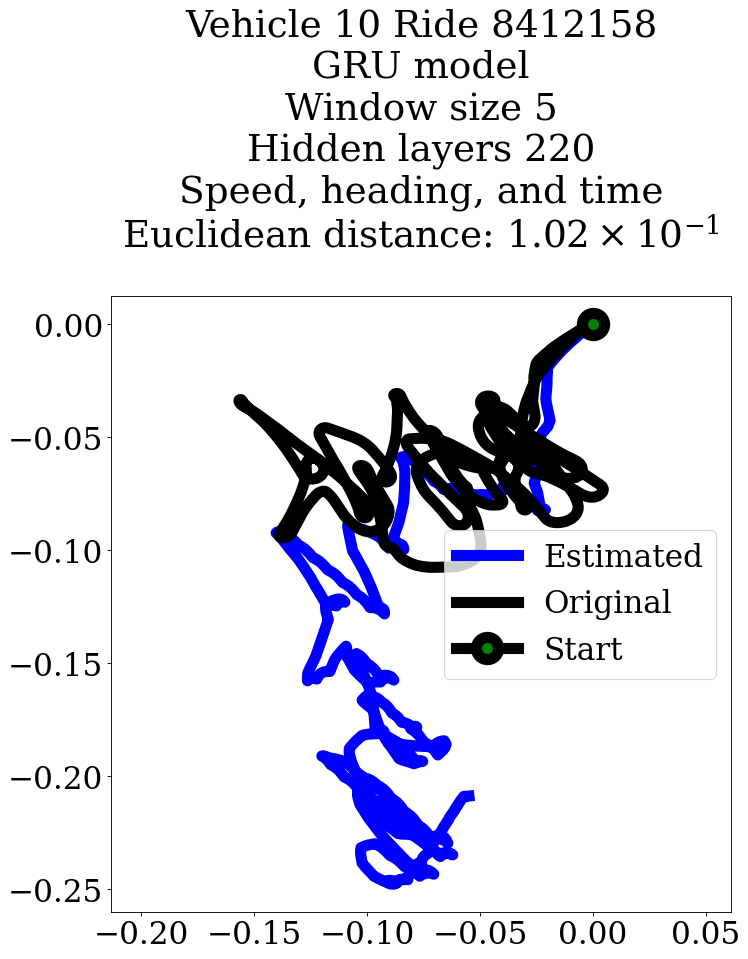 Vehicle 10 Ride 8412158
GRU model
Window size 5
Hidden layers 220
Speed, heading, and time
Euclidean distance: 1.02 × 10⁻¹
0.00
−0.05
−0.10
−0.15
−0.20
−0.25
Estimated
Original
Start
−0.20 −0.15 −0.10 −0.05 0.00 0.05